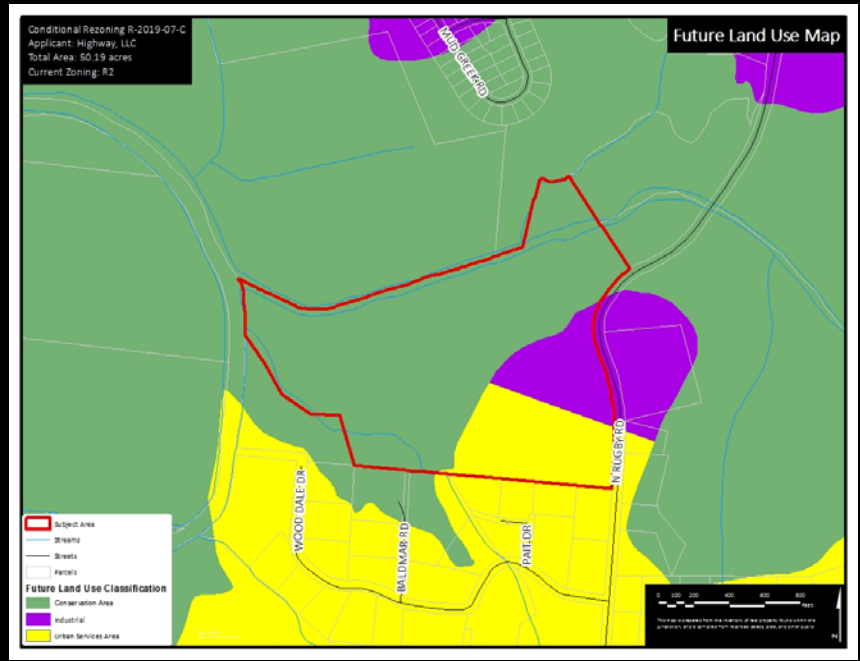 Conditional Rezoning R-2019-07-C
Applicant: Highway, LLC
Total Area: 50.19 acres
Current Zoning: R2
Future Land Use Map
MUD CREEK RD
N RUGBY RD
WOOD DALE DR
BALDMAR RD
PAIT DR
Subject Area
Streams
Streets
Parcels
Future Land Use Classification
Conservation Area
Industrial
Urban Services Area
0 100 200 400 600 800
Feet
N